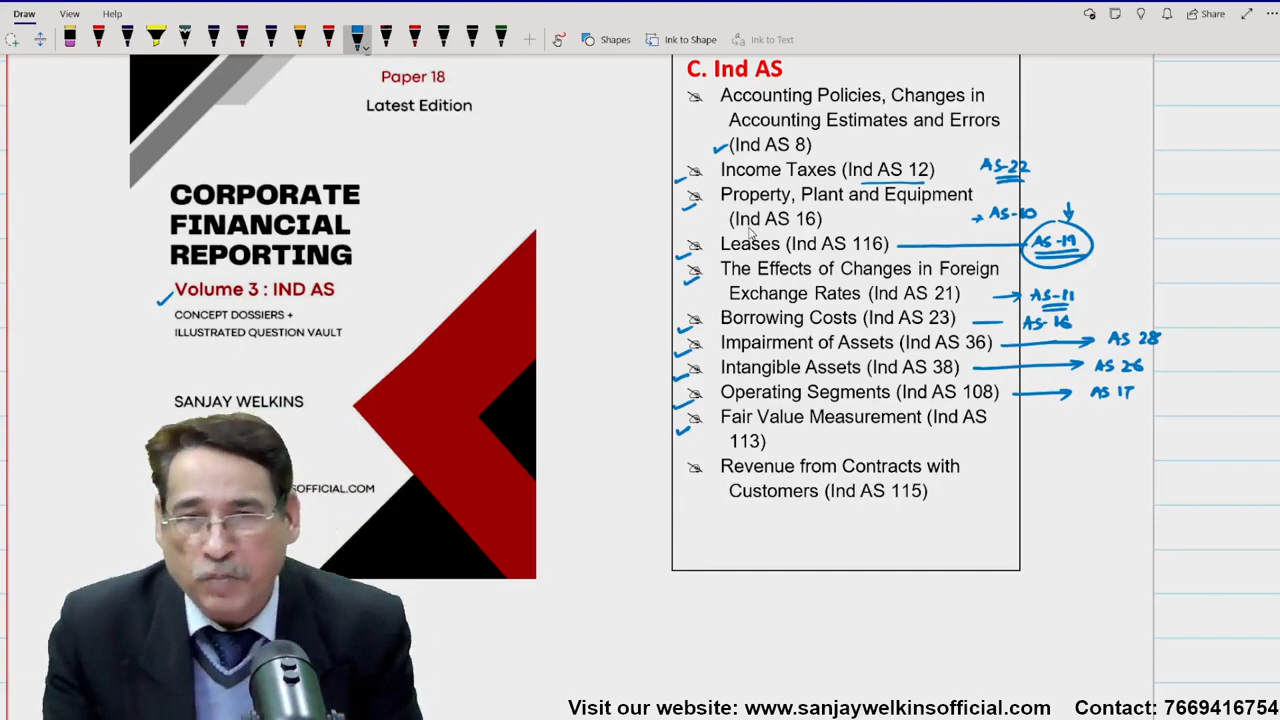 Draw View Help Share
Shapes Ink to Shape Ink to Text
Paper 18
Latest Edition
CORPORATE
FINANCIAL
REPORTING
Volume 3 : IND AS
CONCEPT DOSSIERS +
ILLUSTRATED QUESTION VAULT
SANJAY WELKINS
SOFFICIAL.COM
C. Ind AS
Accounting Policies, Changes in
Accounting Estimates and Errors
(Ind AS 8)
Income Taxes (Ind AS 12) AS-22
Property, Plant and Equipment
(Ind AS 16) AS-10
Leases (Ind AS 116) AS-19
The Effects of Changes in Foreign
Exchange Rates (Ind AS 21) AS-11
Borrowing Costs (Ind AS 23) AS-16
Impairment of Assets (Ind AS 36) AS 28
Intangible Assets (Ind AS 38) AS 26
Operating Segments (Ind AS 108) AS 17
Fair Value Measurement (Ind AS
113)
Revenue from Contracts with
Customers (Ind AS 115)
Visit our website: www.sanjaywelkinsofficial.com Contact: 7669416754